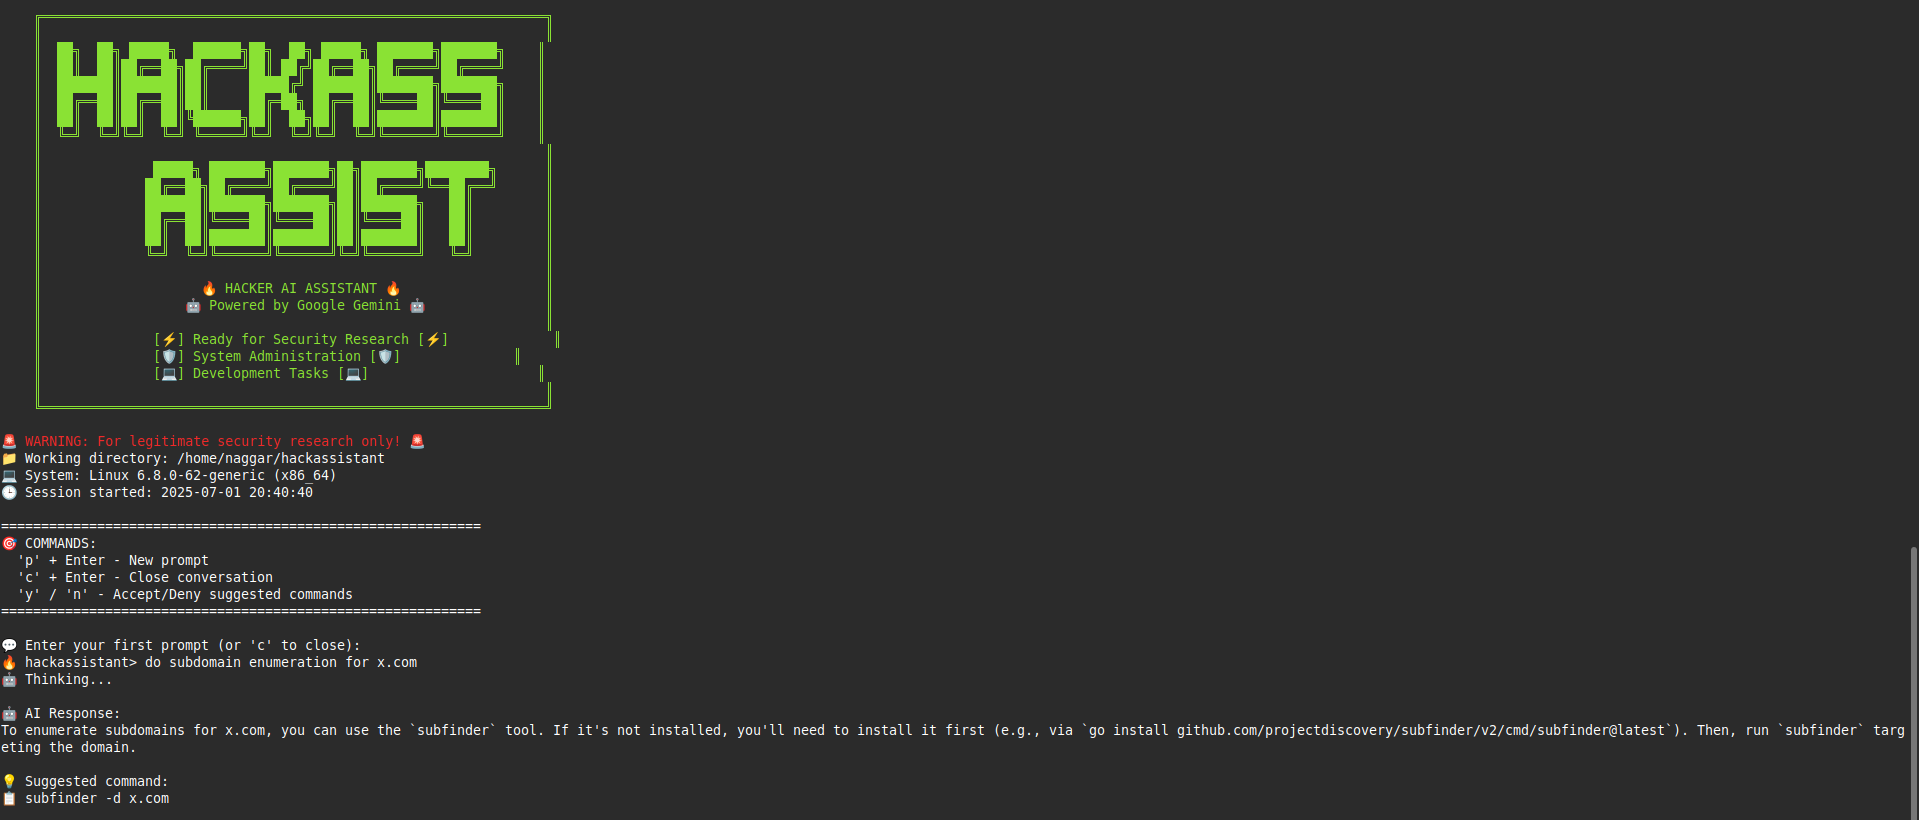 HACKASS
ASSIST
🔥 HACKER AI ASSISTANT 🔥
🤖 Powered by Google Gemini 🤖
[⚡] Ready for Security Research [⚡]
[🛡️] System Administration [🛡️]
[💻] Development Tasks [💻]
🚨 WARNING: For legitimate security research only! 🚨
📁 Working directory: /home/naggar/hackassistant
💻 System: Linux 6.8.0-62-generic (x86_64)
🕒 Session started: 2025-07-01 20:40:40
============================================================
🎯 COMMANDS:
'p' + Enter - New prompt
'c' + Enter - Close conversation
'y' / 'n' - Accept/Deny suggested commands
============================================================
💬 Enter your first prompt (or 'c' to close):
🔥 hackassistant> do subdomain enumeration for x.com
🤖 Thinking...
🤖 AI Response:
To enumerate subdomains for x.com, you can use the `subfinder` tool. If it's not installed, you'll need to install it first (e.g., via `go install github.com/projectdiscovery/subfinder/v2/cmd/subfinder@latest`). Then, run `subfinder` targ
eting the domain.
💡 Suggested command:
📋 subfinder -d x.com